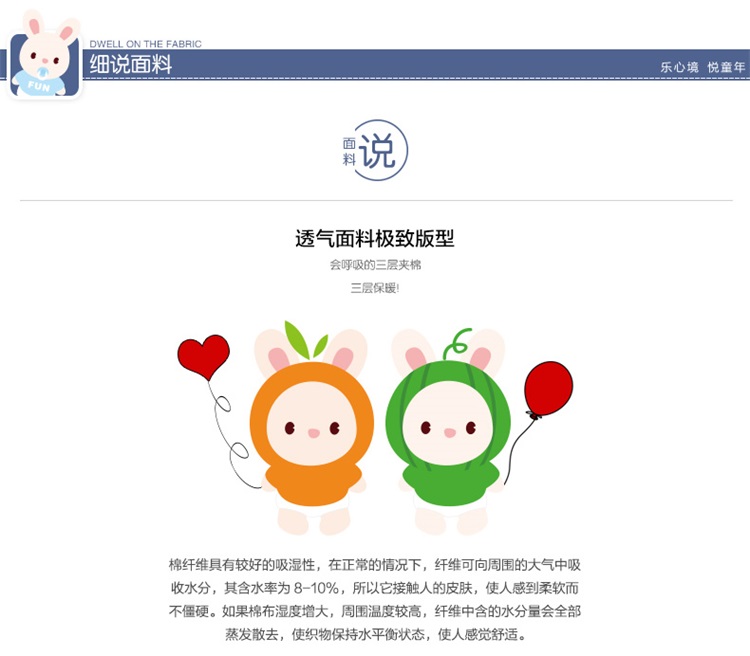 DWELL ON THE FABRIC
细说面料
乐心境 悦童年
FUN
面料
说
透气面料极致版型
会呼吸的三层夹棉
三层保暖!
棉纤维具有较好的吸湿性，在正常的情况下，纤维可向周围的大气中吸
收水分，其含水率为 8-10%，所以它接触人的皮肤，使人感到柔软而
不僵硬。如果棉布湿度增大，周围温度较高，纤维中含的水分量会全部
蒸发散去，使织物保持水平衡状态，使人感觉舒适。